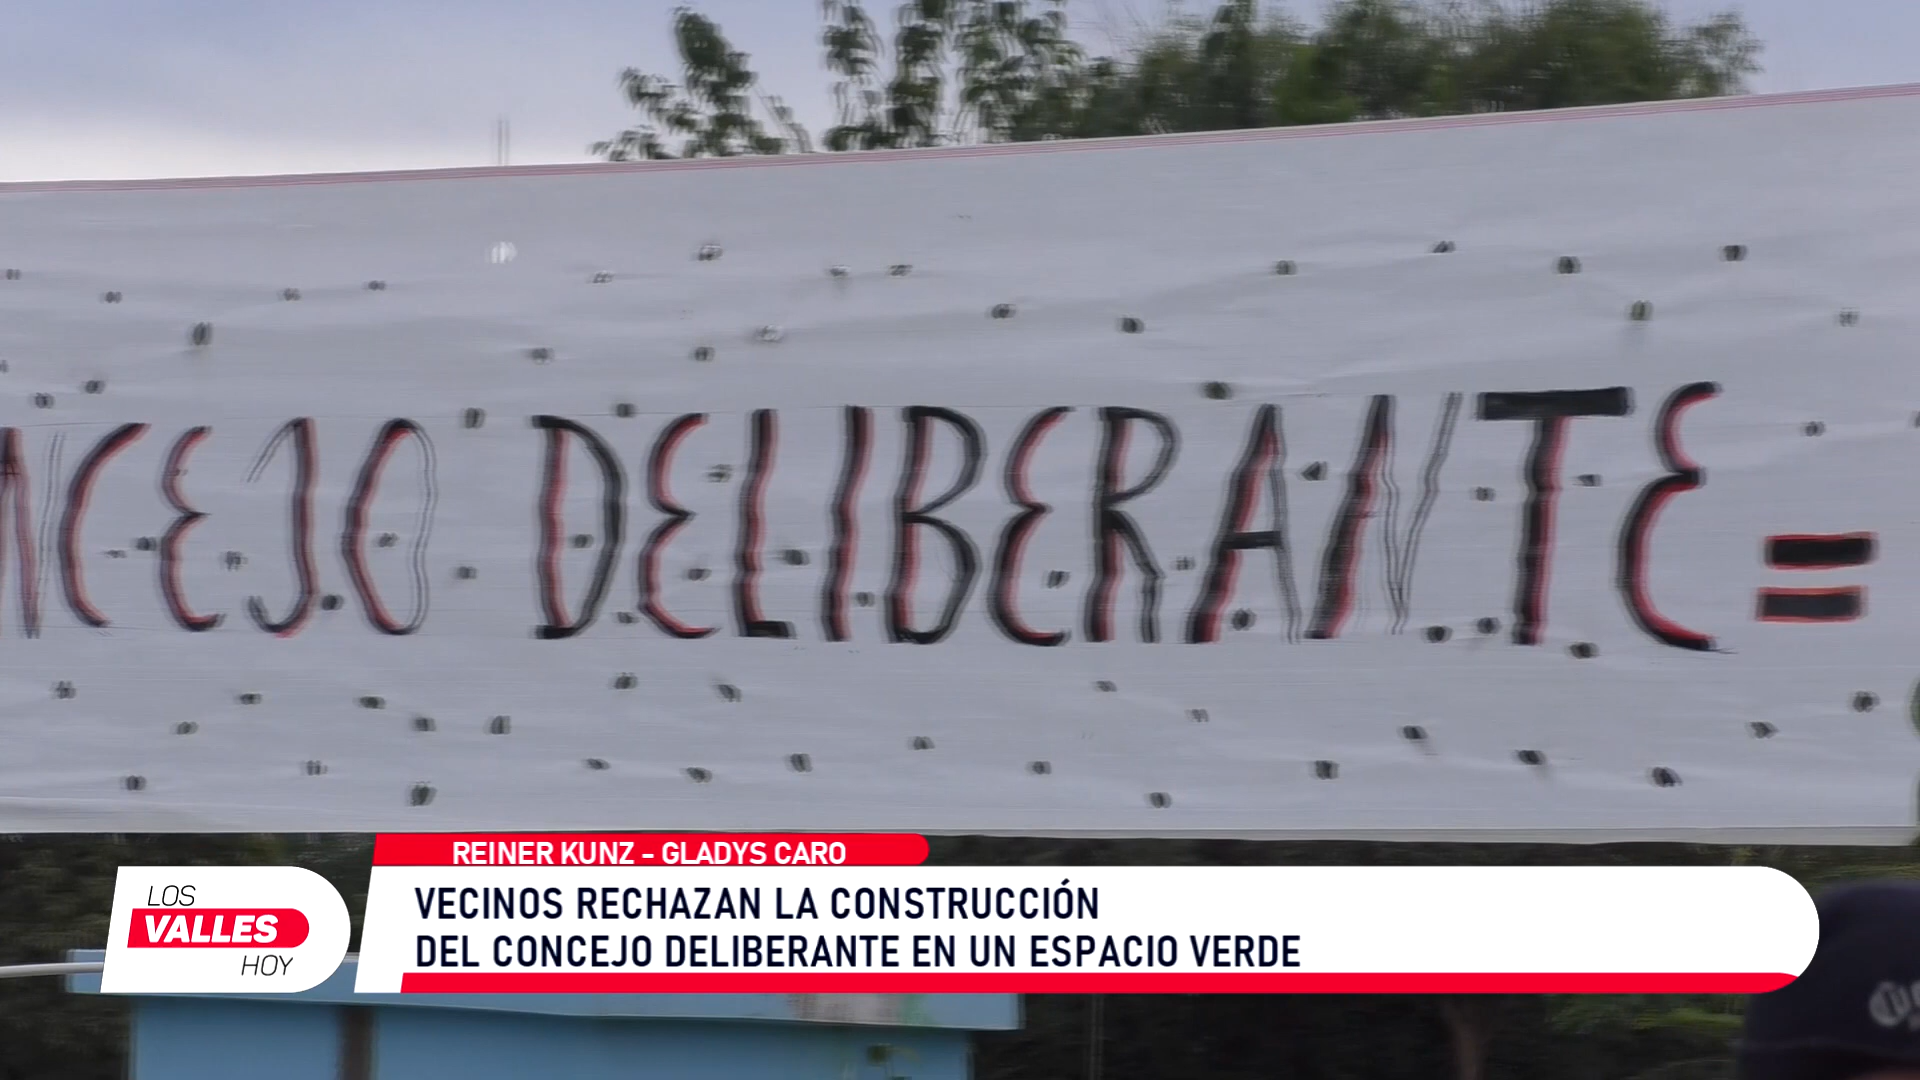 NCEJO DELIBERANTE =
REINER KUNZ - GLADYS CARO
LOS
VALLES
HOY
VECINOS RECHAZAN LA CONSTRUCCIÓN
DEL CONCEJO DELIBERANTE EN UN ESPACIO VERDE